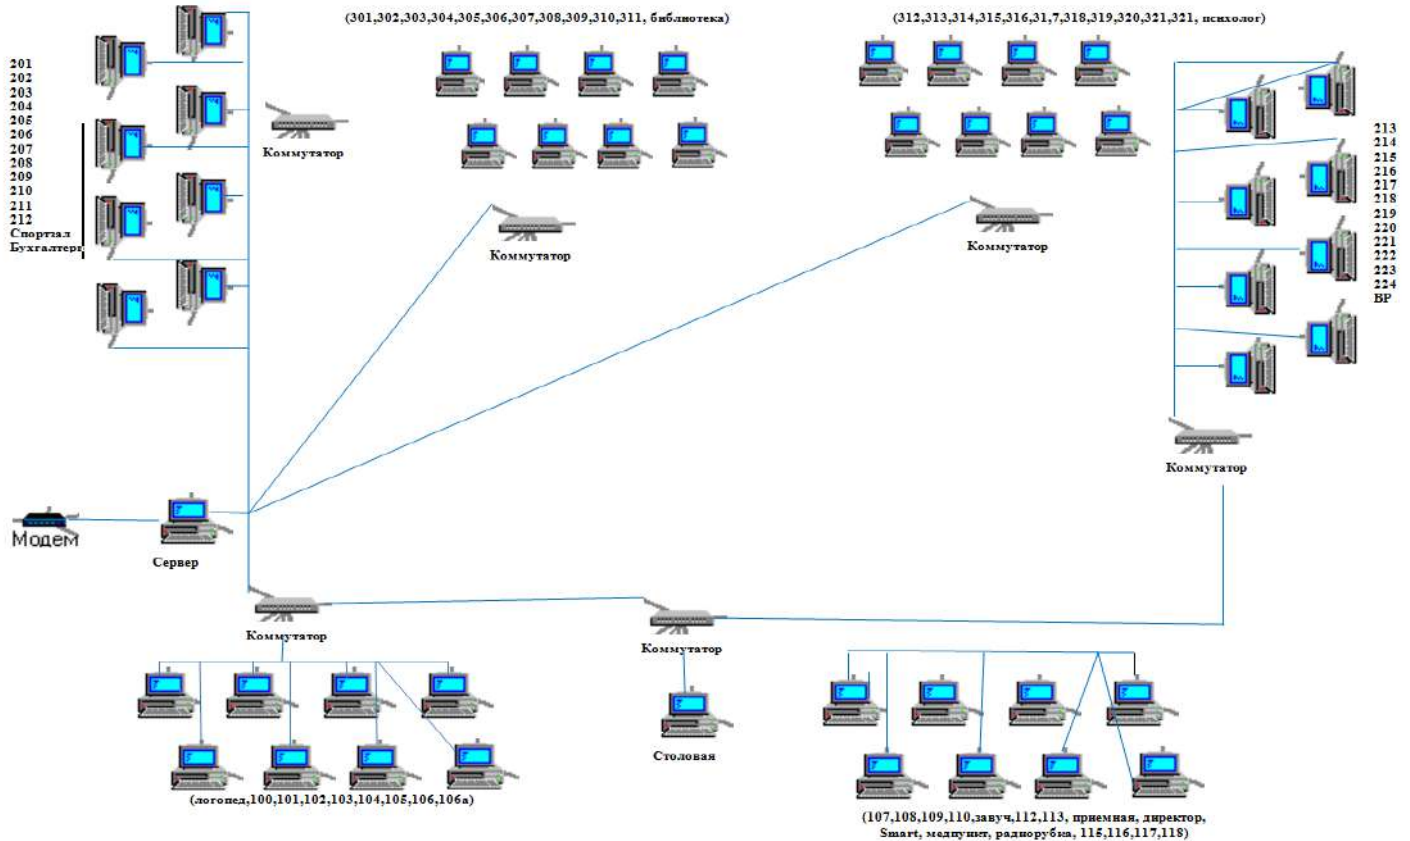 (301,302,303,304,305,306,307,308,309,310,311, библиотека)
(312,313,314,315,316,31,7,318,319,320,321,321, психолог)
201
202
203
204
205
206
207
208
209
210
211
212
Спортзал
Бухгалтери
Коммутатор
Коммутатор
Коммутатор
213
214
215
216
217
218
219
220
221
222
223
224
ВР
Коммутатор
Модем
Сервер
Коммутатор
Коммутатор
Столовая
(логопед,100,101,102,103,104,105,106,106а)
(107,108,109,110,завуч,112,113, приемная, директор,
Smart, медпункт, радиорубка, 115,116,117,118)